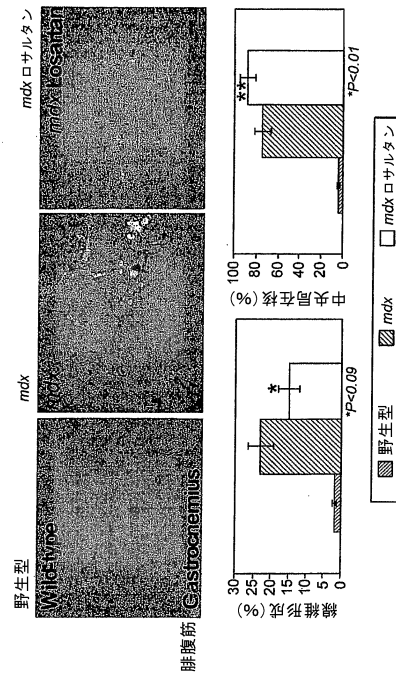 野生型
mdx
mdxロサルタン
Wild-type
mdx
mdx Losartan
Gastrocnemius
腓腹筋
線維形成(%)
30
25
20
15
10
5
0
*
*P<0.09
中央局在核(%)
100
80
60
40
20
0
**
*P<0.01
野生型
mdx
mdxロサルタン